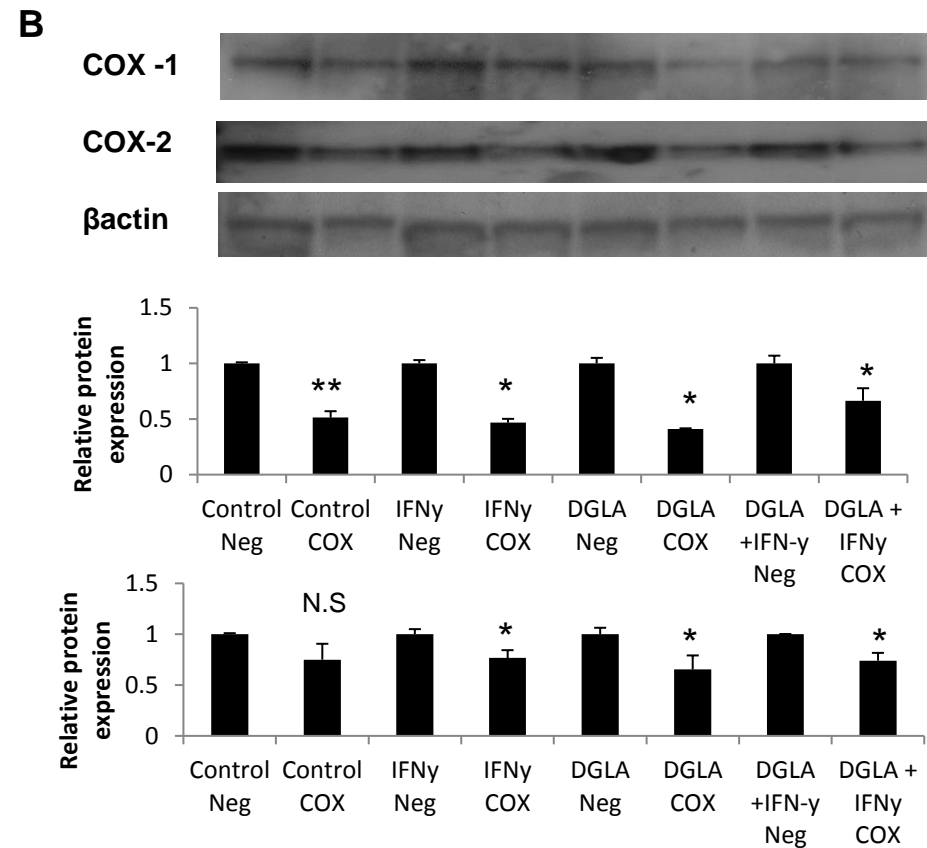 B
COX -1
COX-2
βactin
Relative protein
expression
1.5
1
0.5
0
**
*
*
*
Control Control IFNy IFNy DGLA DGLA DGLA DGLA +
Neg COX Neg COX Neg COX +IFN-y IFNy
Neg COX
Relative protein
expression
1.5
1
0.5
0
N.S
*
*
*
Control Control IFNy IFNy DGLA DGLA DGLA DGLA +
Neg COX Neg COX Neg COX +IFN-y IFNy
Neg COX